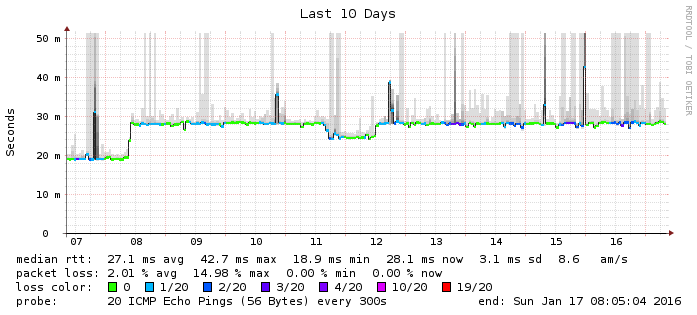 Last 10 Days
RRDTOOL / TOBI OETIKER
Seconds
50 m
40 m
30 m
20 m
10 m
0
07 08 09 10 11 12 13 14 15 16
median rtt: 27.1 ms avg 42.7 ms max 18.9 ms min 28.1 ms now 3.1 ms sd 8.6 am/s
packet loss: 2.01 % avg 14.98 % max 0.00 % min 0.00 % now
loss color: 0 1/20 2/20 3/20 4/20 10/20 19/20
probe: 20 ICMP Echo Pings (56 Bytes) every 300s end: Sun Jan 17 08:05:04 2016